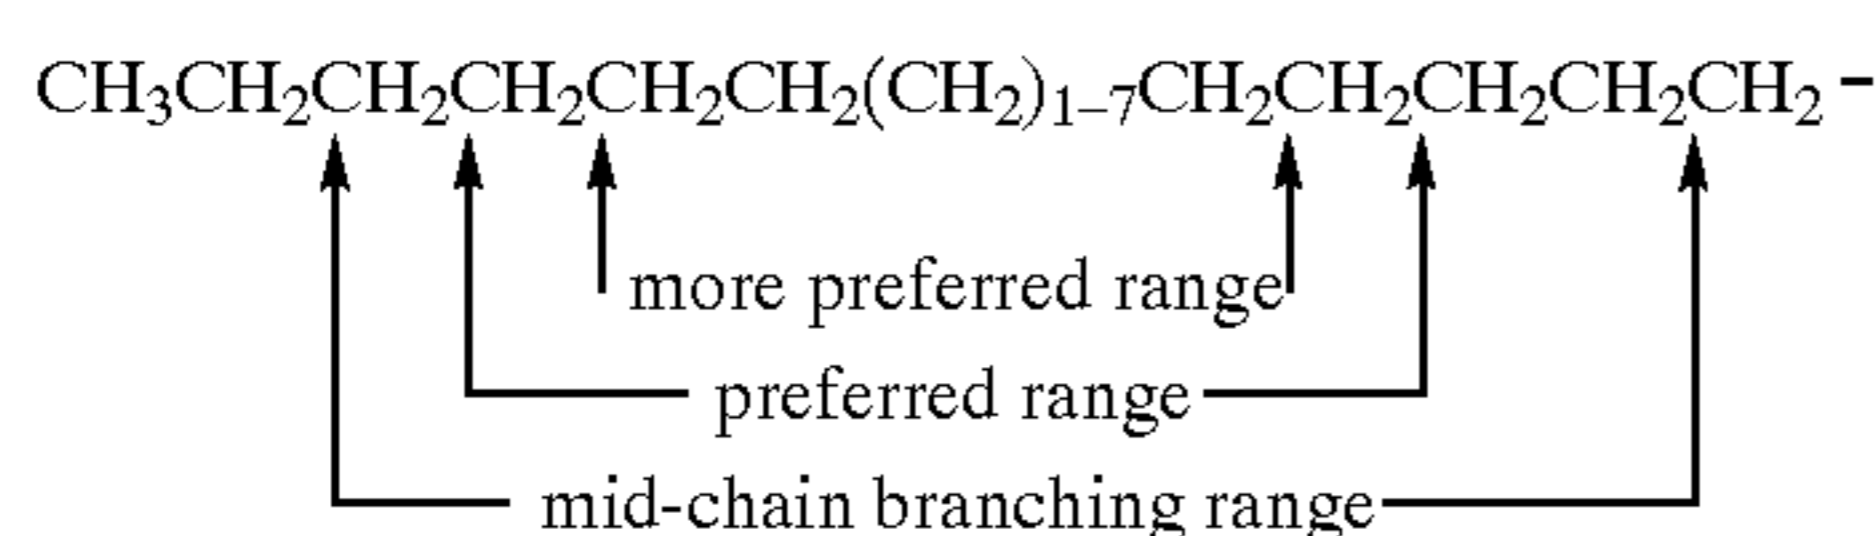 CH₃CH₂CH₂CH₂CH₂CH₂(CH₂)₁₋₇CH₂CH₂CH₂CH₂CH₂-
more preferred range
preferred range
mid-chain branching range